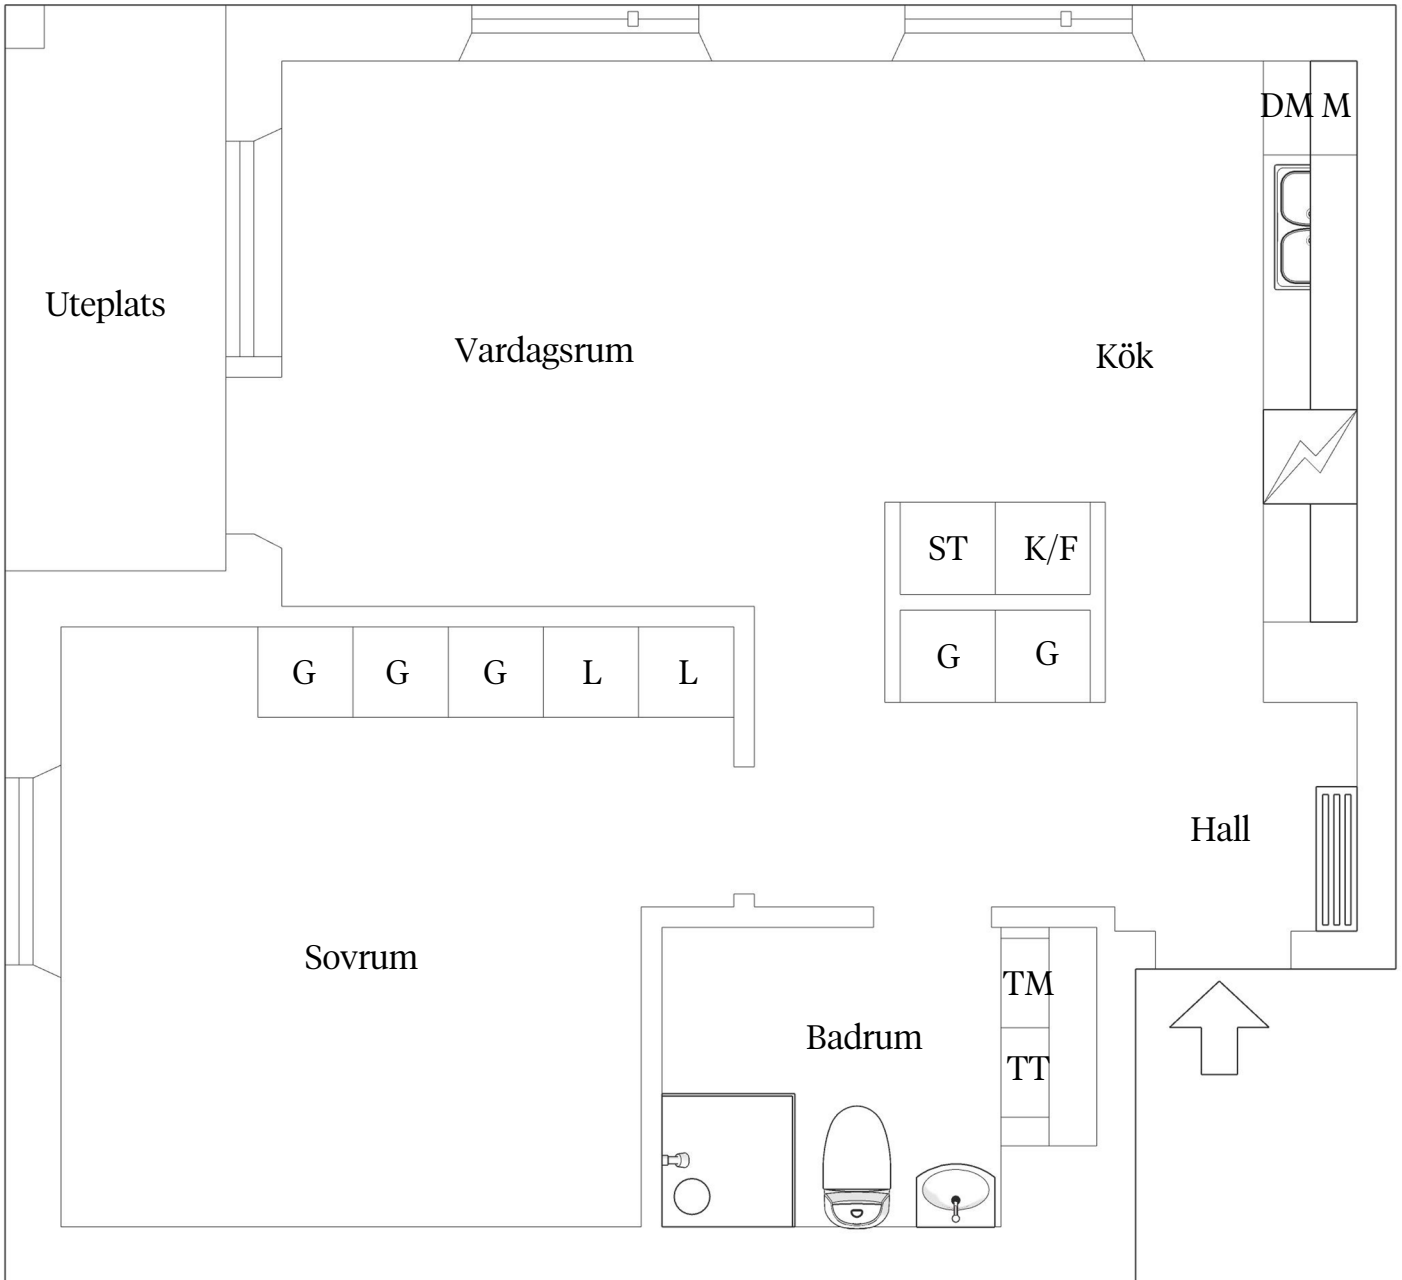 DM M
Uteplats
Vardagsrum
Kök
ST K/F
G G
G G G L L
Hall
Sovrum
TM
Badrum
TT